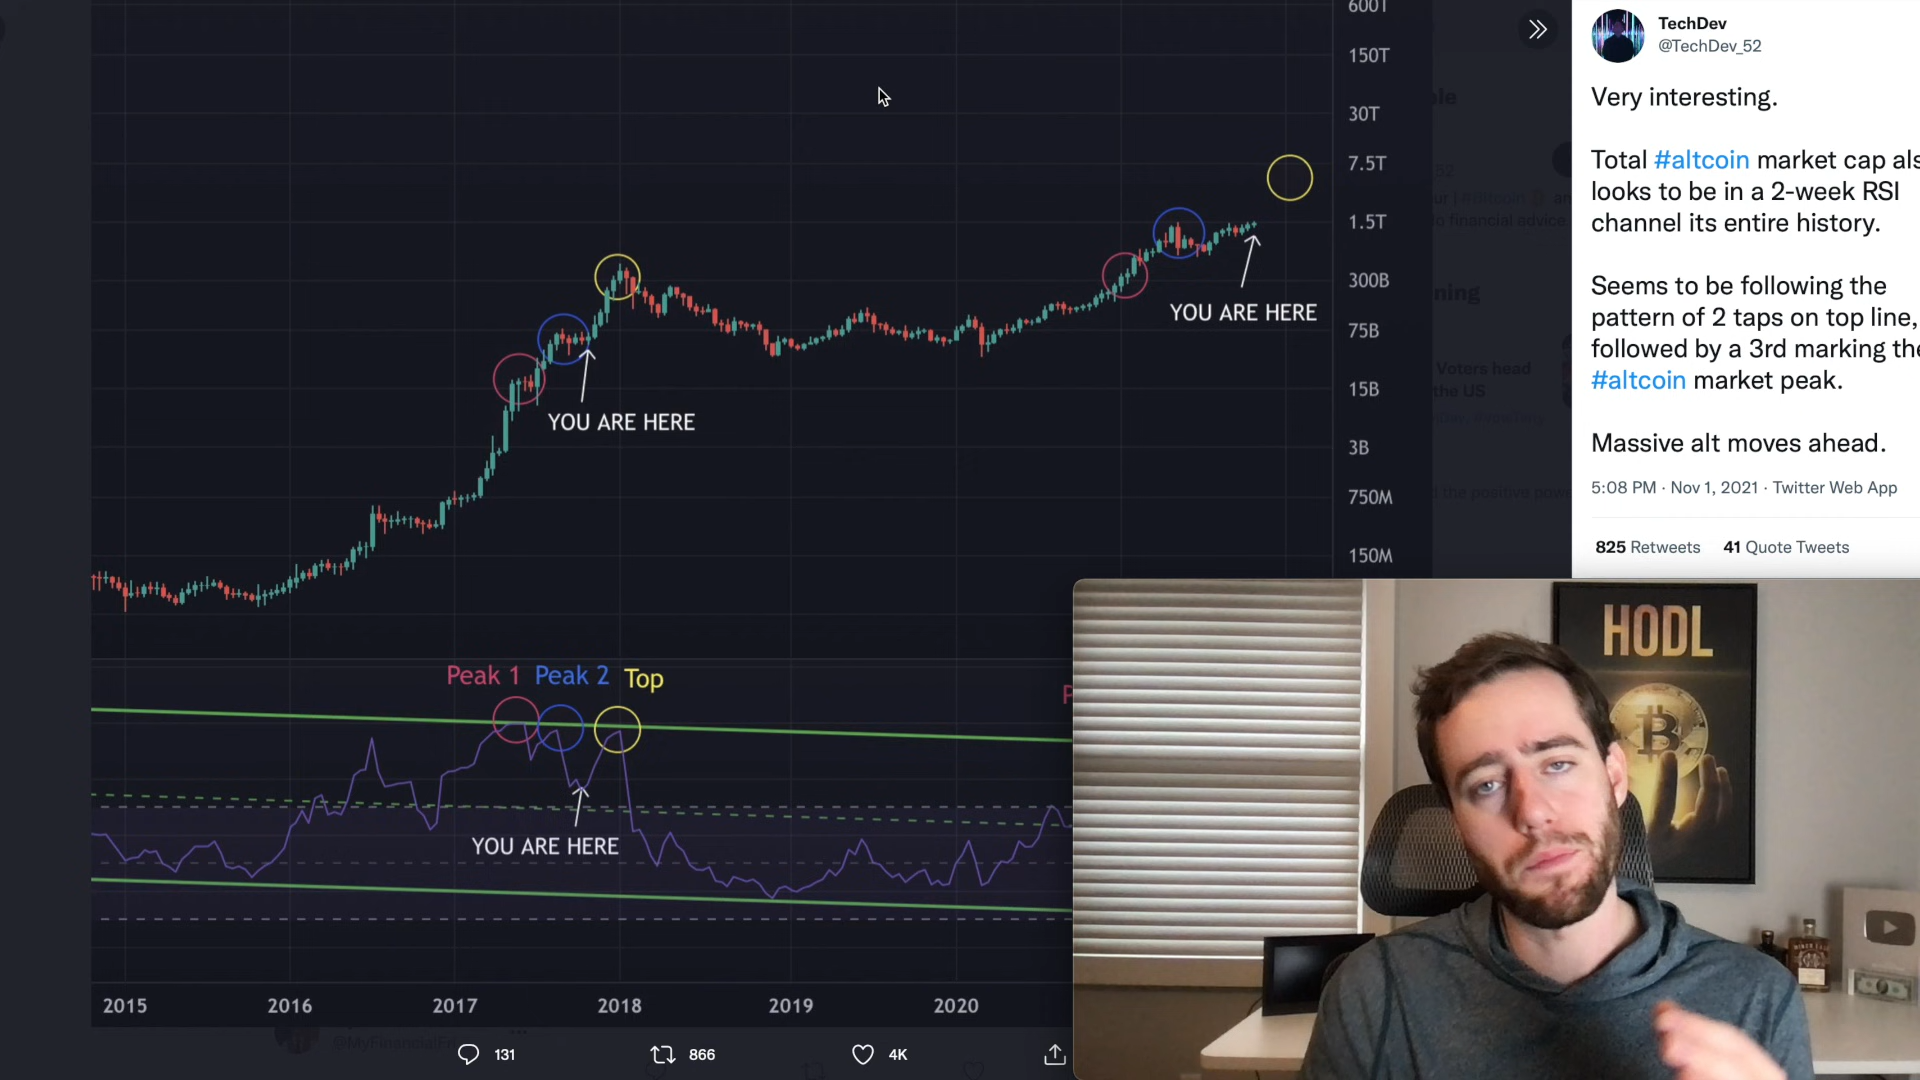 600T
150T
30T
7.5T
1.5T
300B
75B
15B
3B
750M
150M
YOU ARE HERE
YOU ARE HERE
Peak 1 Peak 2 Top
YOU ARE HERE
2015 2016 2017 2018 2019 2020
131 866 4K
TechDev
@TechDev_52
Very interesting.
Total #altcoin market cap als
looks to be in a 2-week RSI
channel its entire history.
Seems to be following the
pattern of 2 taps on top line,
followed by a 3rd marking the
#altcoin market peak.
Massive alt moves ahead.
5:08 PM · Nov 1, 2021 · Twitter Web App
825 Retweets 41 Quote Tweets
Voters head
the US
HODL
B